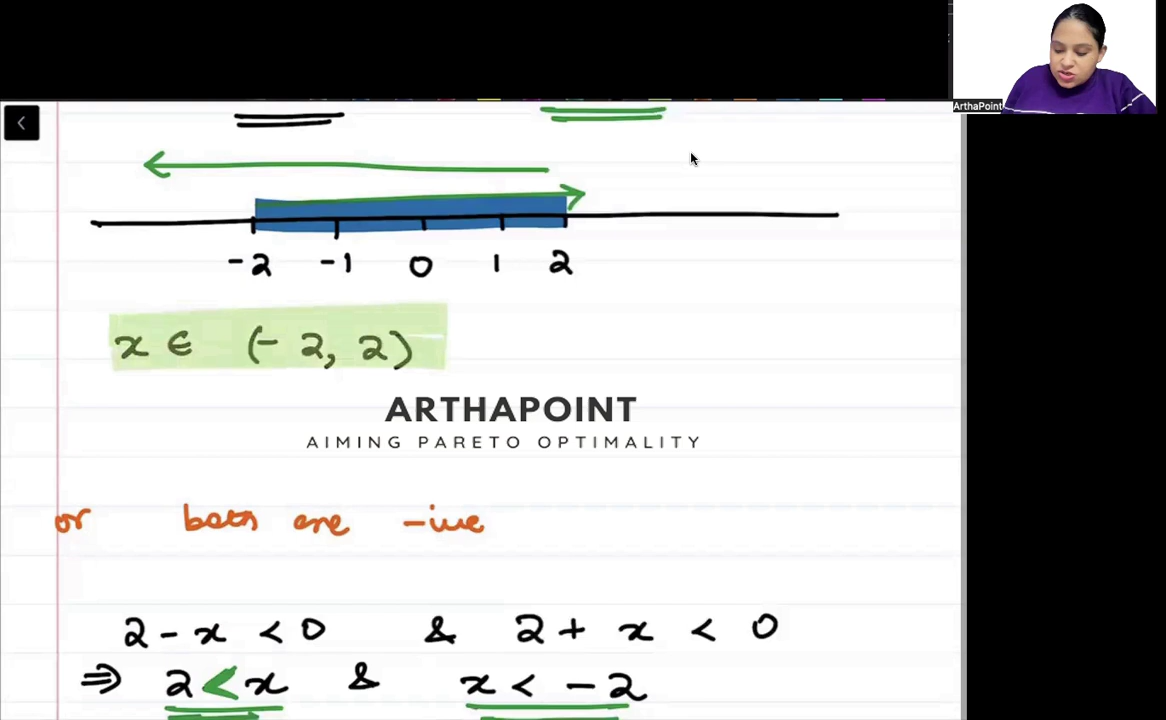 ArthaPoint
-2 -1 0 1 2
x ∈ (-2, 2)
ARTHAPOINT
AIMING PARETO OPTIMALITY
or both are -ive
2 - x < 0 & 2 + x < 0
⇒ 2 < x & x < -2